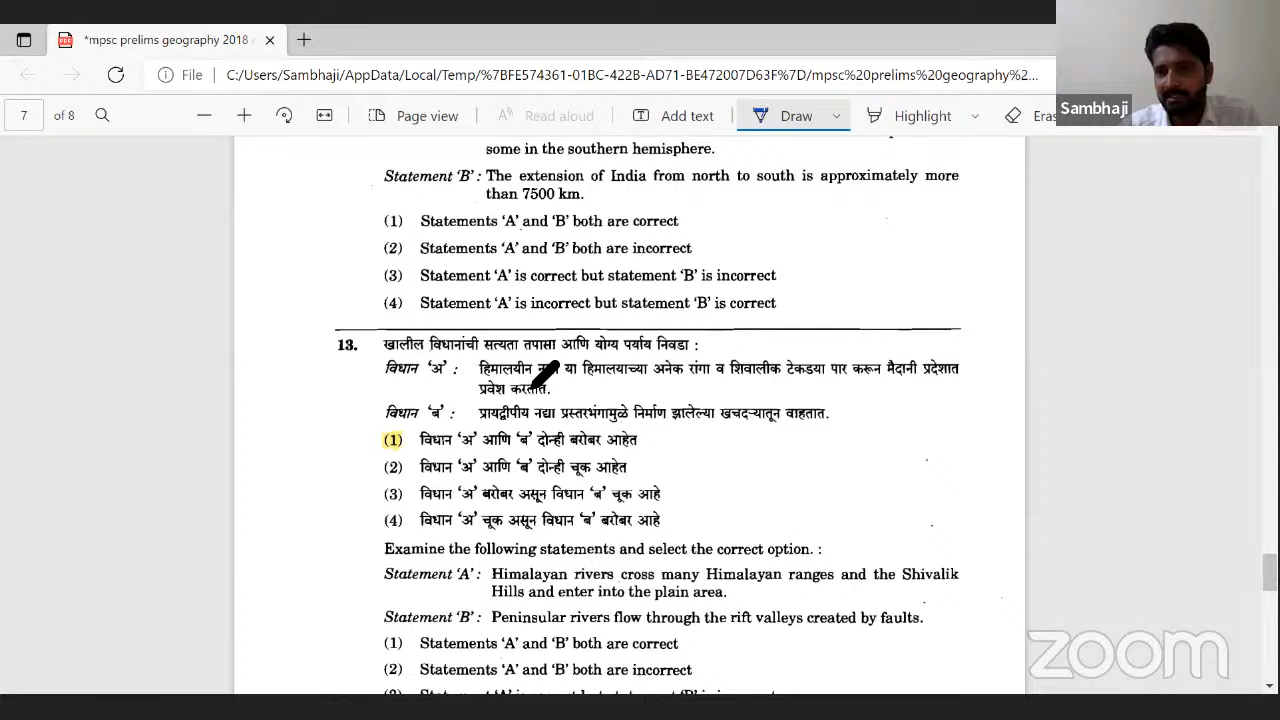 *mpsc prelims geography 2018
File C:/Users/Sambhaji/AppData/Local/Temp/%7BFE574361-01BC-422B-AD71-BE472007D63F%7D/mpsc%20prelims%20geography%2...
7 of 8 Page view Read aloud Add text Draw Highlight
Sambhaji
some in the southern hemisphere.
Statement 'B' : The extension of India from north to south is approximately more
than 7500 km.
(1) Statements 'A' and 'B' both are correct
(2) Statements 'A' and 'B' both are incorrect
(3) Statement 'A' is correct but statement 'B' is incorrect
(4) Statement 'A' is incorrect but statement 'B' is correct
13. खालील विधानांची सत्यता तपासा आणि योग्य पर्याय निवडा :
विधान 'अ' : हिमालयीन या हिमालयाच्या अनेक रांगा व शिवालीक टेकडया पार करून मैदानी प्रदेशात
प्रवेश करतात.
विधान 'ब' : प्रायद्वीपीय नद्या प्रस्तरभंगामुळे निर्माण झालेल्या खचदऱ्यातून वाहतात.
(1) विधान 'अ' आणि 'ब' दोन्ही बरोबर आहेत
(2) विधान 'अ' आणि 'ब' दोन्ही चूक आहेत
(3) विधान 'अ' बरोबर असून विधान 'ब' चूक आहे
(4) विधान 'अ' चूक असून विधान 'ब' बरोबर आहे
Examine the following statements and select the correct option. :
Statement 'A' : Himalayan rivers cross many Himalayan ranges and the Shivalik
Hills and enter into the plain area.
Statement 'B' : Peninsular rivers flow through the rift valleys created by faults.
(1) Statements 'A' and 'B' both are correct
(2) Statements 'A' and 'B' both are incorrect
zoom